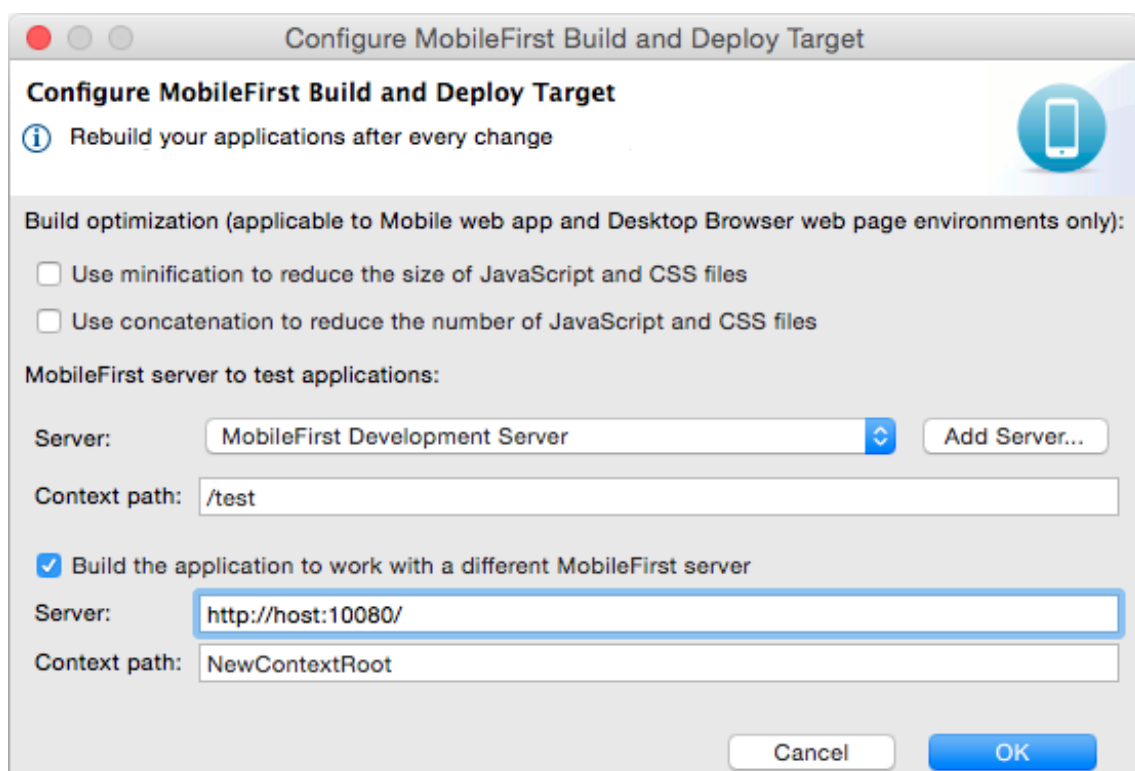 Configure MobileFirst Build and Deploy Target
Configure MobileFirst Build and Deploy Target
Rebuild your applications after every change
Build optimization (applicable to Mobile web app and Desktop Browser web page environments only):
Use minification to reduce the size of JavaScript and CSS files
Use concatenation to reduce the number of JavaScript and CSS files
MobileFirst server to test applications:
Server: MobileFirst Development Server Add Server...
Context path: /test
Build the application to work with a different MobileFirst server
Server: http://host:10080/
Context path: NewContextRoot
Cancel OK